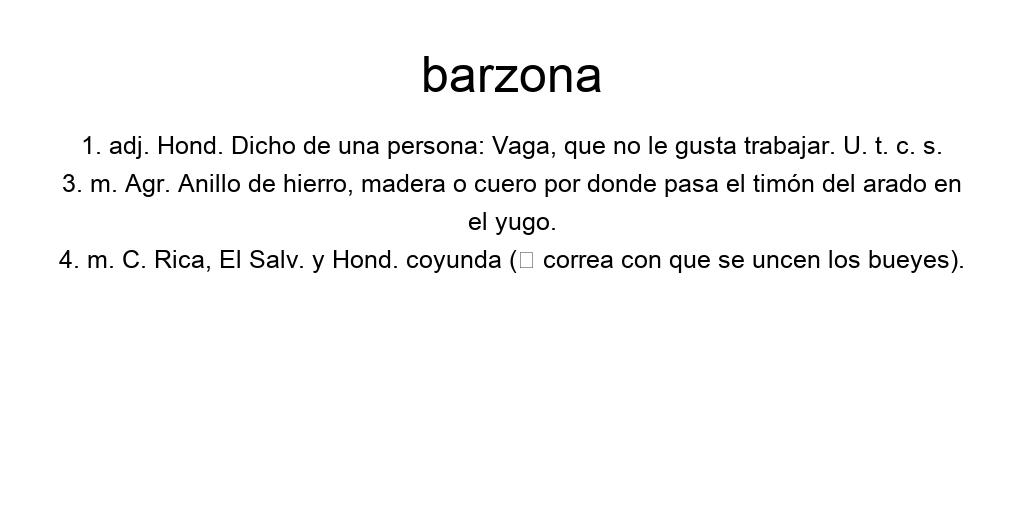 barzona
1. adj. Hond. Dicho de una persona: Vaga, que no le gusta trabajar. U. t. c. s.
3. m. Agr. Anillo de hierro, madera o cuero por donde pasa el timón del arado en
el yugo.
4. m. C. Rica, El Salv. y Hond. coyunda (□ correa con que se uncen los bueyes).